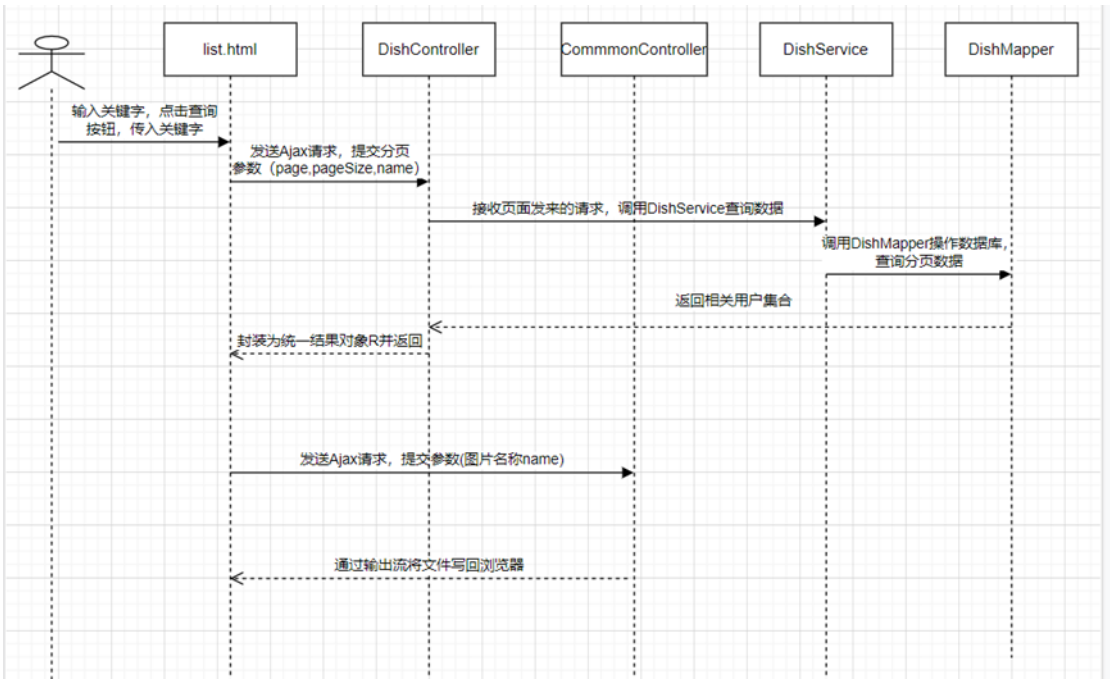 list.html
DishController
CommmonController
DishService
DishMapper
输入关键字，点击查询
按钮，传入关键字
发送Ajax请求，提交分页
参数（page,pageSize,name）
接收页面发来的请求，调用DishService查询数据
调用DishMapper操作数据库，
查询分页数据
返回相关用户集合
封装为统一结果对象R并返回
发送Ajax请求，提交参数(图片名称name)
通过输出流将文件写回浏览器